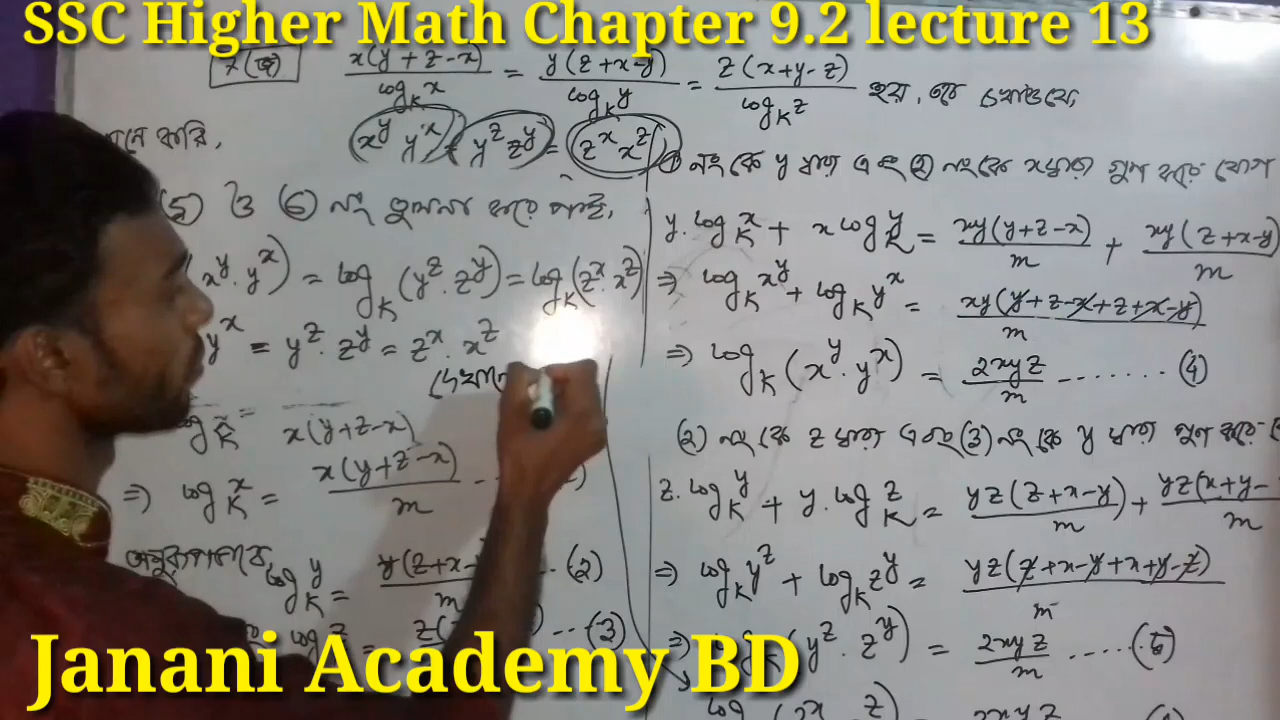 SSC Higher Math Chapter 9.2 lecture 13
x(y+z-x)/log_k x = y(z+x-y)/log_k y = z(x+y-z)/log_k z হয়, তবে দেখাও যে,
x^y y^x = y^z z^y = z^x x^z
করি,
(5) ও (6) নং তুলনা করে পাই,
x^y.y^x) = log_k (y^z.z^y) = log_k (z^x.x^z)
y^x = y^z.z^y = z^x.x^z
x(y+z-x)
⇒ log_k x = x(y+z-x)/m
log_k y = y(z+x- /m ... (2)
= z( ... (3)
নং কে y দ্বারা এবং (2) নং কে x দ্বারা গুণ করে যোগ
y.log_k x + x log_k y = xy(y+z-x)/m + xy(z+x-y)/m
⇒ log_k x^y + log_k y^x = xy(y+z-x+z+x-y)/m
⇒ log_k (x^y.y^x) = 2xyz/m ........ (4)
(2) নং কে z দ্বারা এবং (3) নং কে y দ্বারা গুণ করে
z.log_k y + y.log_k z = yz(z+x-y)/m + yz(x+y- /m
⇒ log_k y^z + log_k z^y = yz(z+x-y+x+y-z)/m
⇒ (y^z.z^y) = 2xyz/m .....(5)
Janani Academy BD